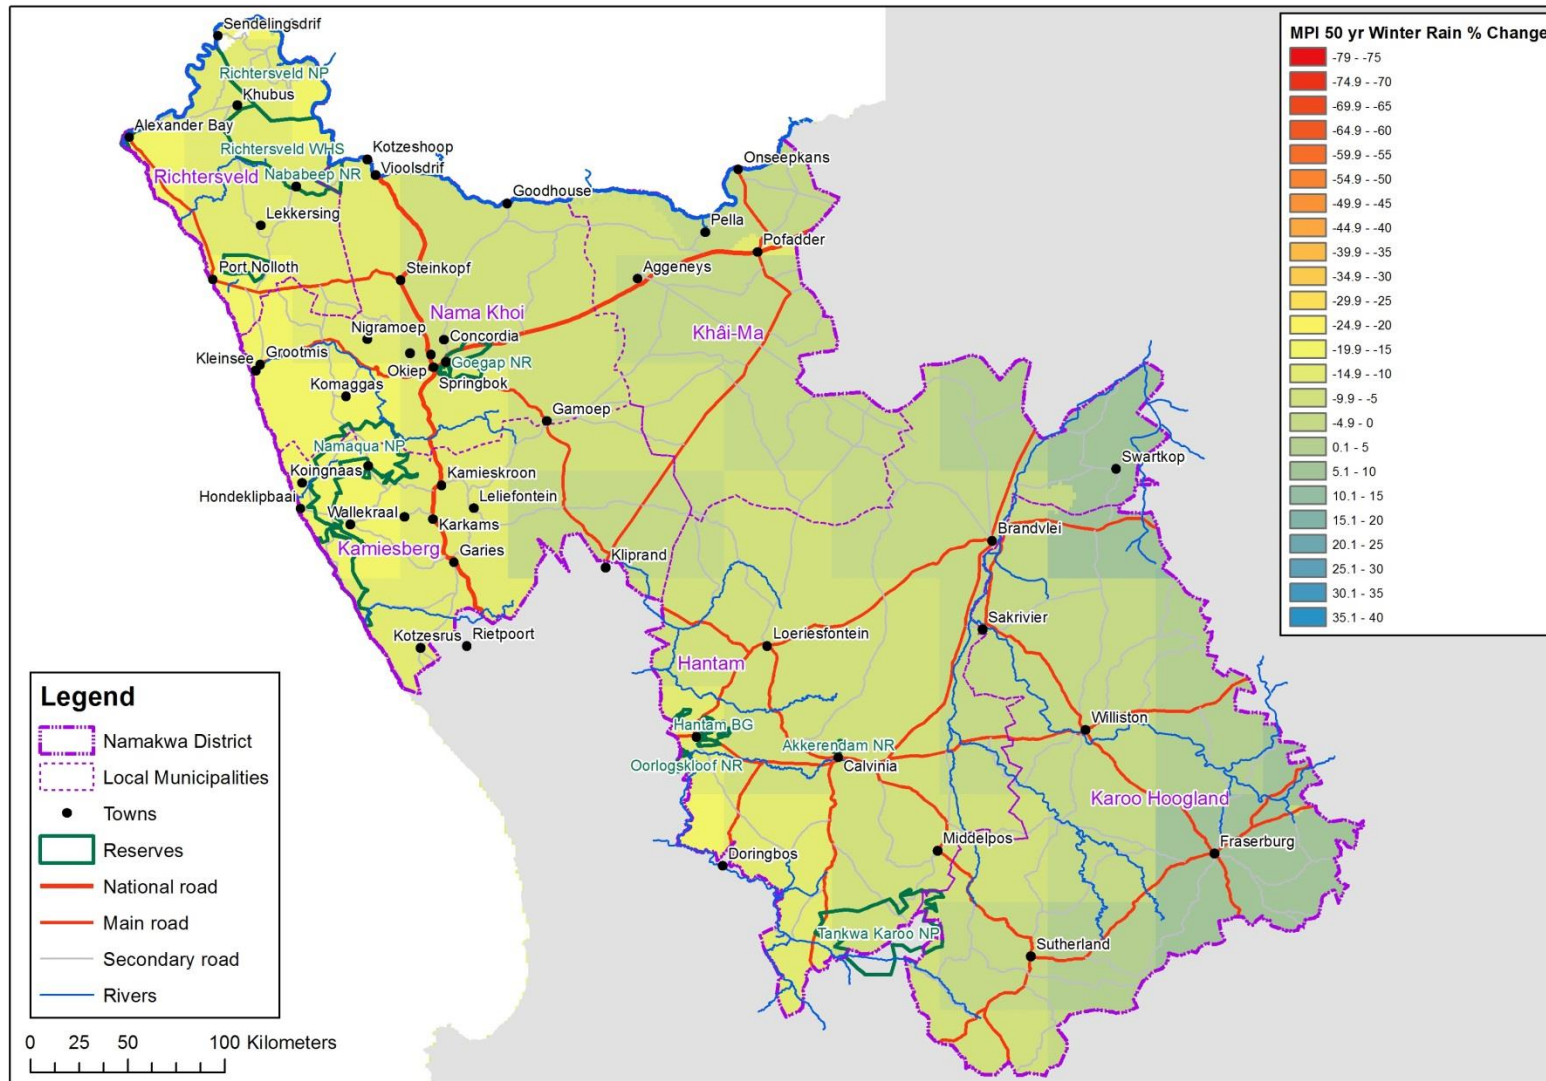 Sendelingsdrif
Richtersveld NP
Khubus
Alexander Bay
Richtersveld WHS
Kotzeshoop
Vioolsdrif
Richtersveld
Nababeep NR
Lekkersing
Goodhouse
Onseepkans
Pella
Pofadder
Port Nolloth
Steinkopf
Aggeneys
Nama Khoi
Khâi-Ma
Nigramoep
Concordia
Kleinsee
Grootmis
Okiep
Goegap NR
Springbok
Komaggas
Gamoep
Namaqua NP
Koingnaas
Kamieskroon
Hondeklipbaai
Leliefontein
Wallekraal
Karkams
Kamiesberg
Garies
Kliprand
Kotzesrus
Rietpoort
Swartkop
Brandvlei
Sakrivier
Loeriesfontein
Hantam
Hantam BG
Akkerendam NR
Oorlogskloof NR
Calvinia
Williston
Karoo Hoogland
Middelpos
Fraserburg
Doringbos
Tankwa Karoo NP
Sutherland
MPI 50 yr Winter Rain % Change
-79 - -75
-74.9 - -70
-69.9 - -65
-64.9 - -60
-59.9 - -55
-54.9 - -50
-49.9 - -45
-44.9 - -40
-39.9 - -35
-34.9 - -30
-29.9 - -25
-24.9 - -20
-19.9 - -15
-14.9 - -10
-9.9 - -5
-4.9 - 0
0.1 - 5
5.1 - 10
10.1 - 15
15.1 - 20
20.1 - 25
25.1 - 30
30.1 - 35
35.1 - 40
Legend
Namakwa District
Local Municipalities
Towns
Reserves
National road
Main road
Secondary road
Rivers
0 25 50 100 Kilometers